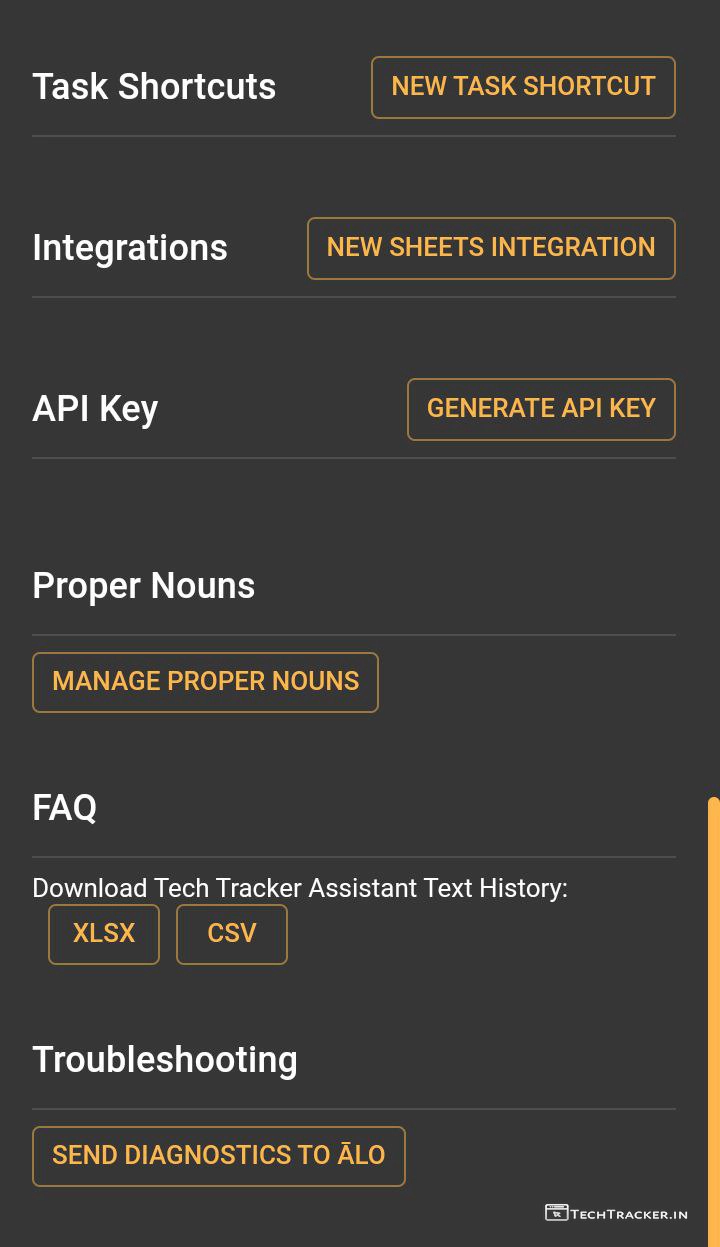 Task Shortcuts
NEW TASK SHORTCUT
Integrations
NEW SHEETS INTEGRATION
API Key
GENERATE API KEY
Proper Nouns
MANAGE PROPER NOUNS
FAQ
Download Tech Tracker Assistant Text History:
XLSX
CSV
Troubleshooting
SEND DIAGNOSTICS TO ĀLO
TECHTRACKER.IN